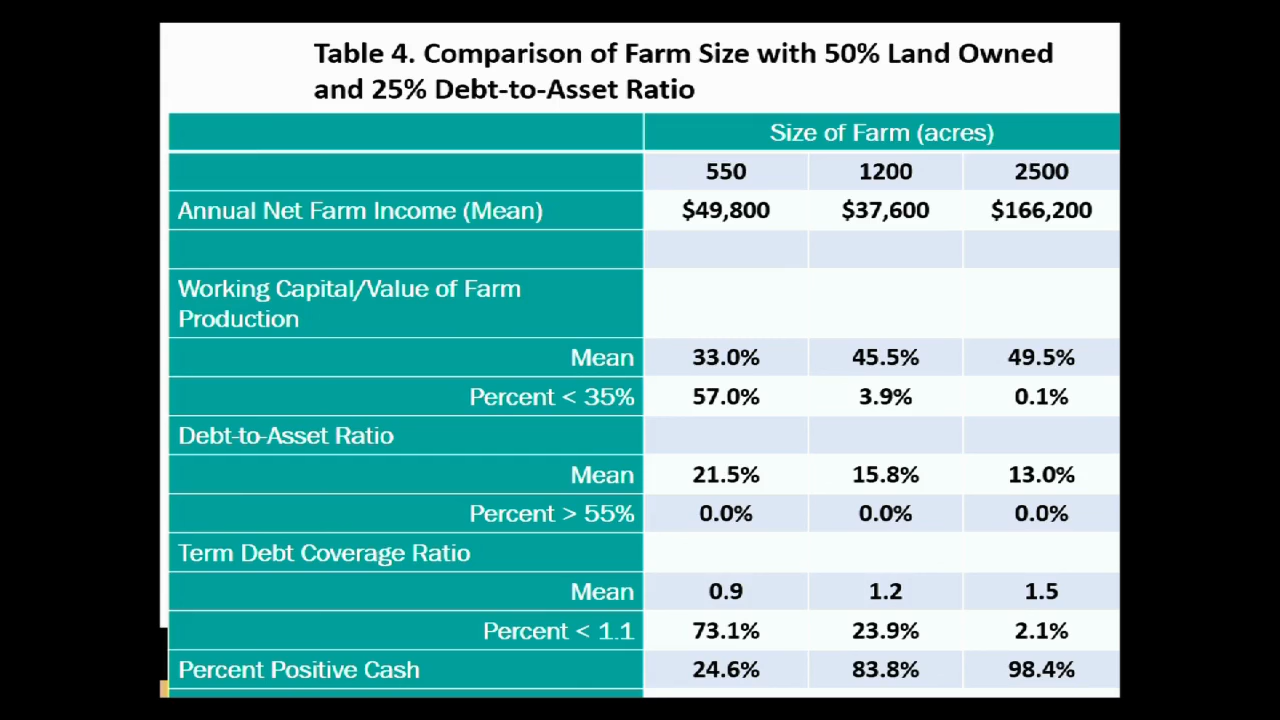 Table 4. Comparison of Farm Size with 50% Land Owned
and 25% Debt-to-Asset Ratio
Size of Farm (acres)
550 1200 2500
Annual Net Farm Income (Mean) $49,800 $37,600 $166,200
Working Capital/Value of Farm
Production
Mean 33.0% 45.5% 49.5%
Percent < 35% 57.0% 3.9% 0.1%
Debt-to-Asset Ratio
Mean 21.5% 15.8% 13.0%
Percent > 55% 0.0% 0.0% 0.0%
Term Debt Coverage Ratio
Mean 0.9 1.2 1.5
Percent < 1.1 73.1% 23.9% 2.1%
Percent Positive Cash 24.6% 83.8% 98.4%